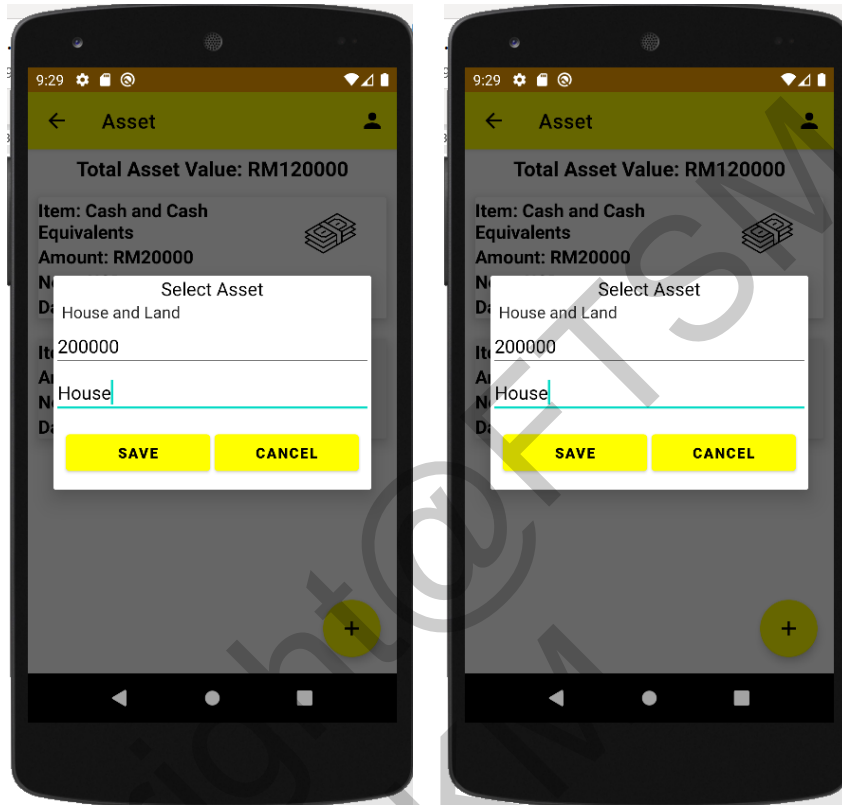 9:29
Asset
Total Asset Value: RM120000
Item: Cash and Cash
Equivalents
Amount: RM20000
Select Asset
House and Land
200000
House
SAVE CANCEL
9:29
Asset
Total Asset Value: RM120000
Item: Cash and Cash
Equivalents
Amount: RM20000
Select Asset
House and Land
200000
House
SAVE CANCEL
right@FTSM